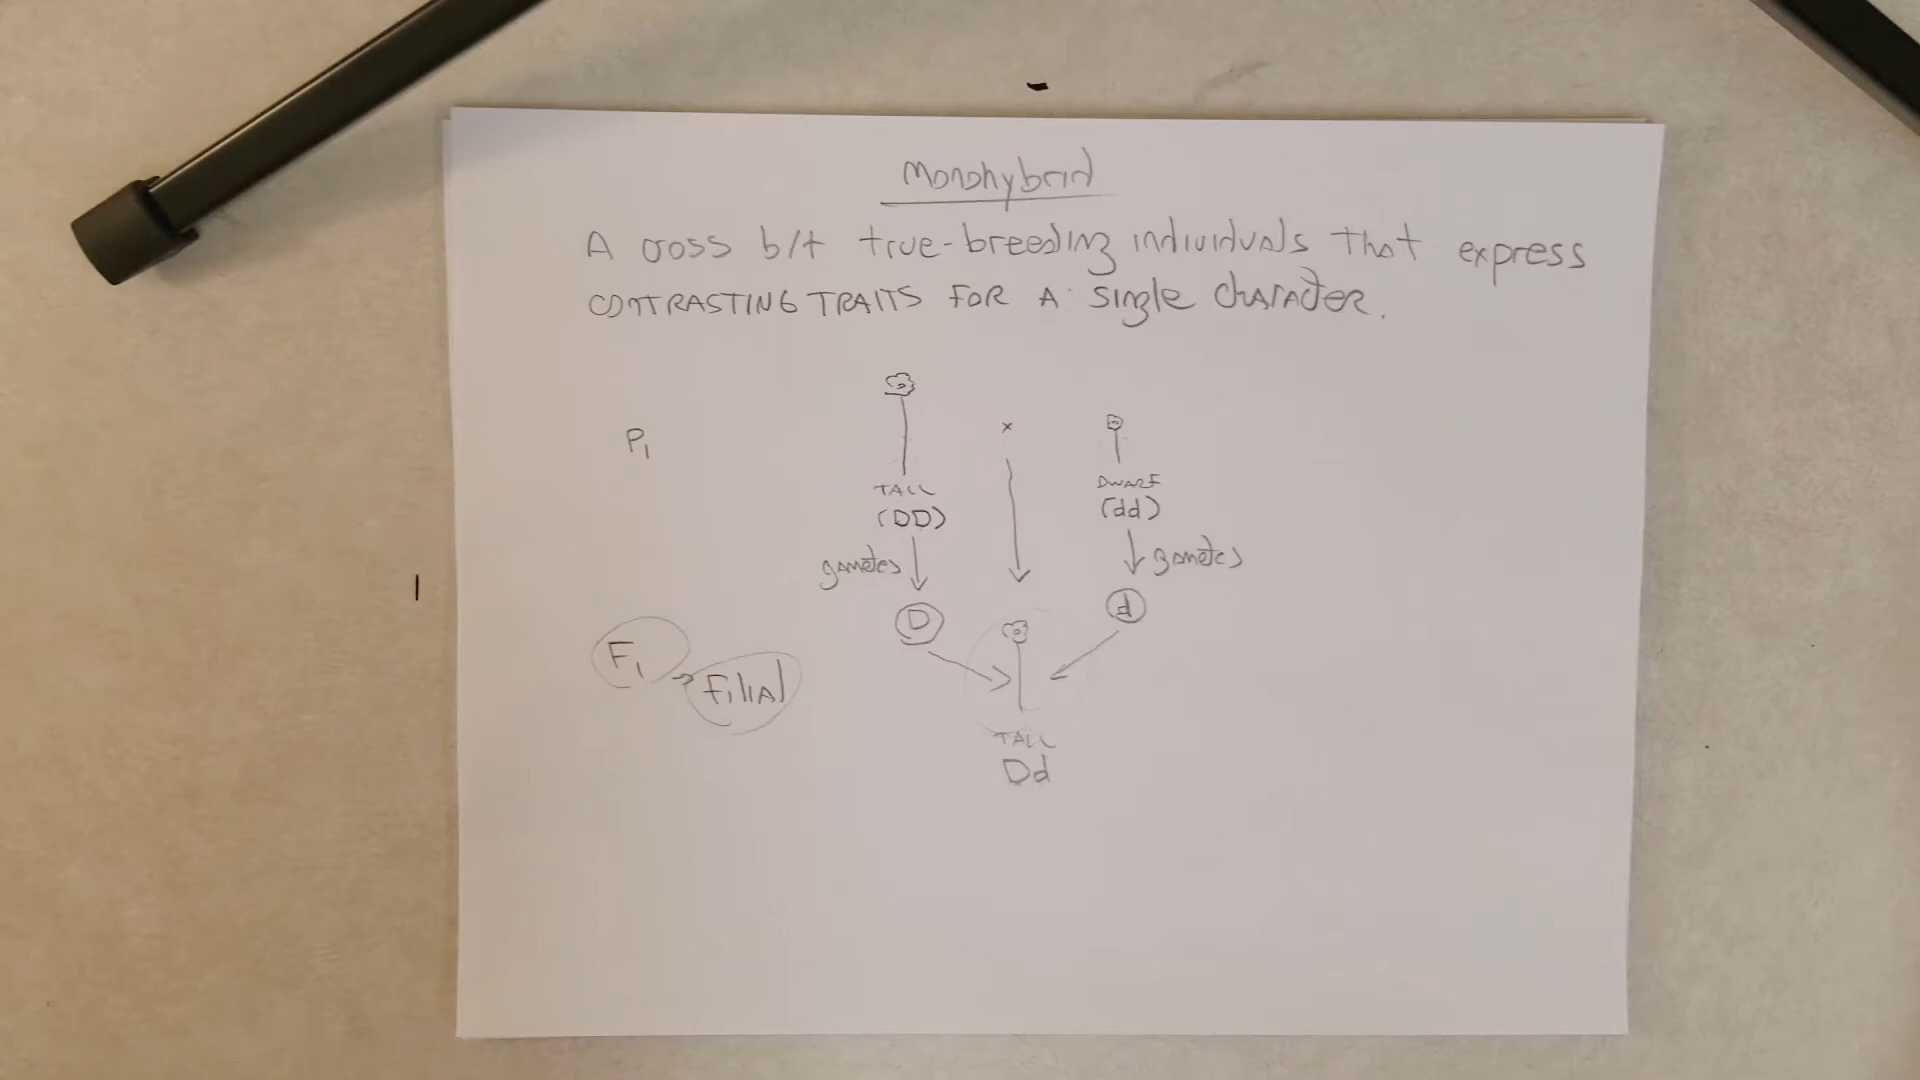 Monohybrid
A cross b/t true-breeding individuals that express
CONTRASTING TRAITS FOR A single character.
P1
x
TALL
(DD)
DWARF
(dd)
gametes
gametes
D
d
F1
Filial
TALL
Dd